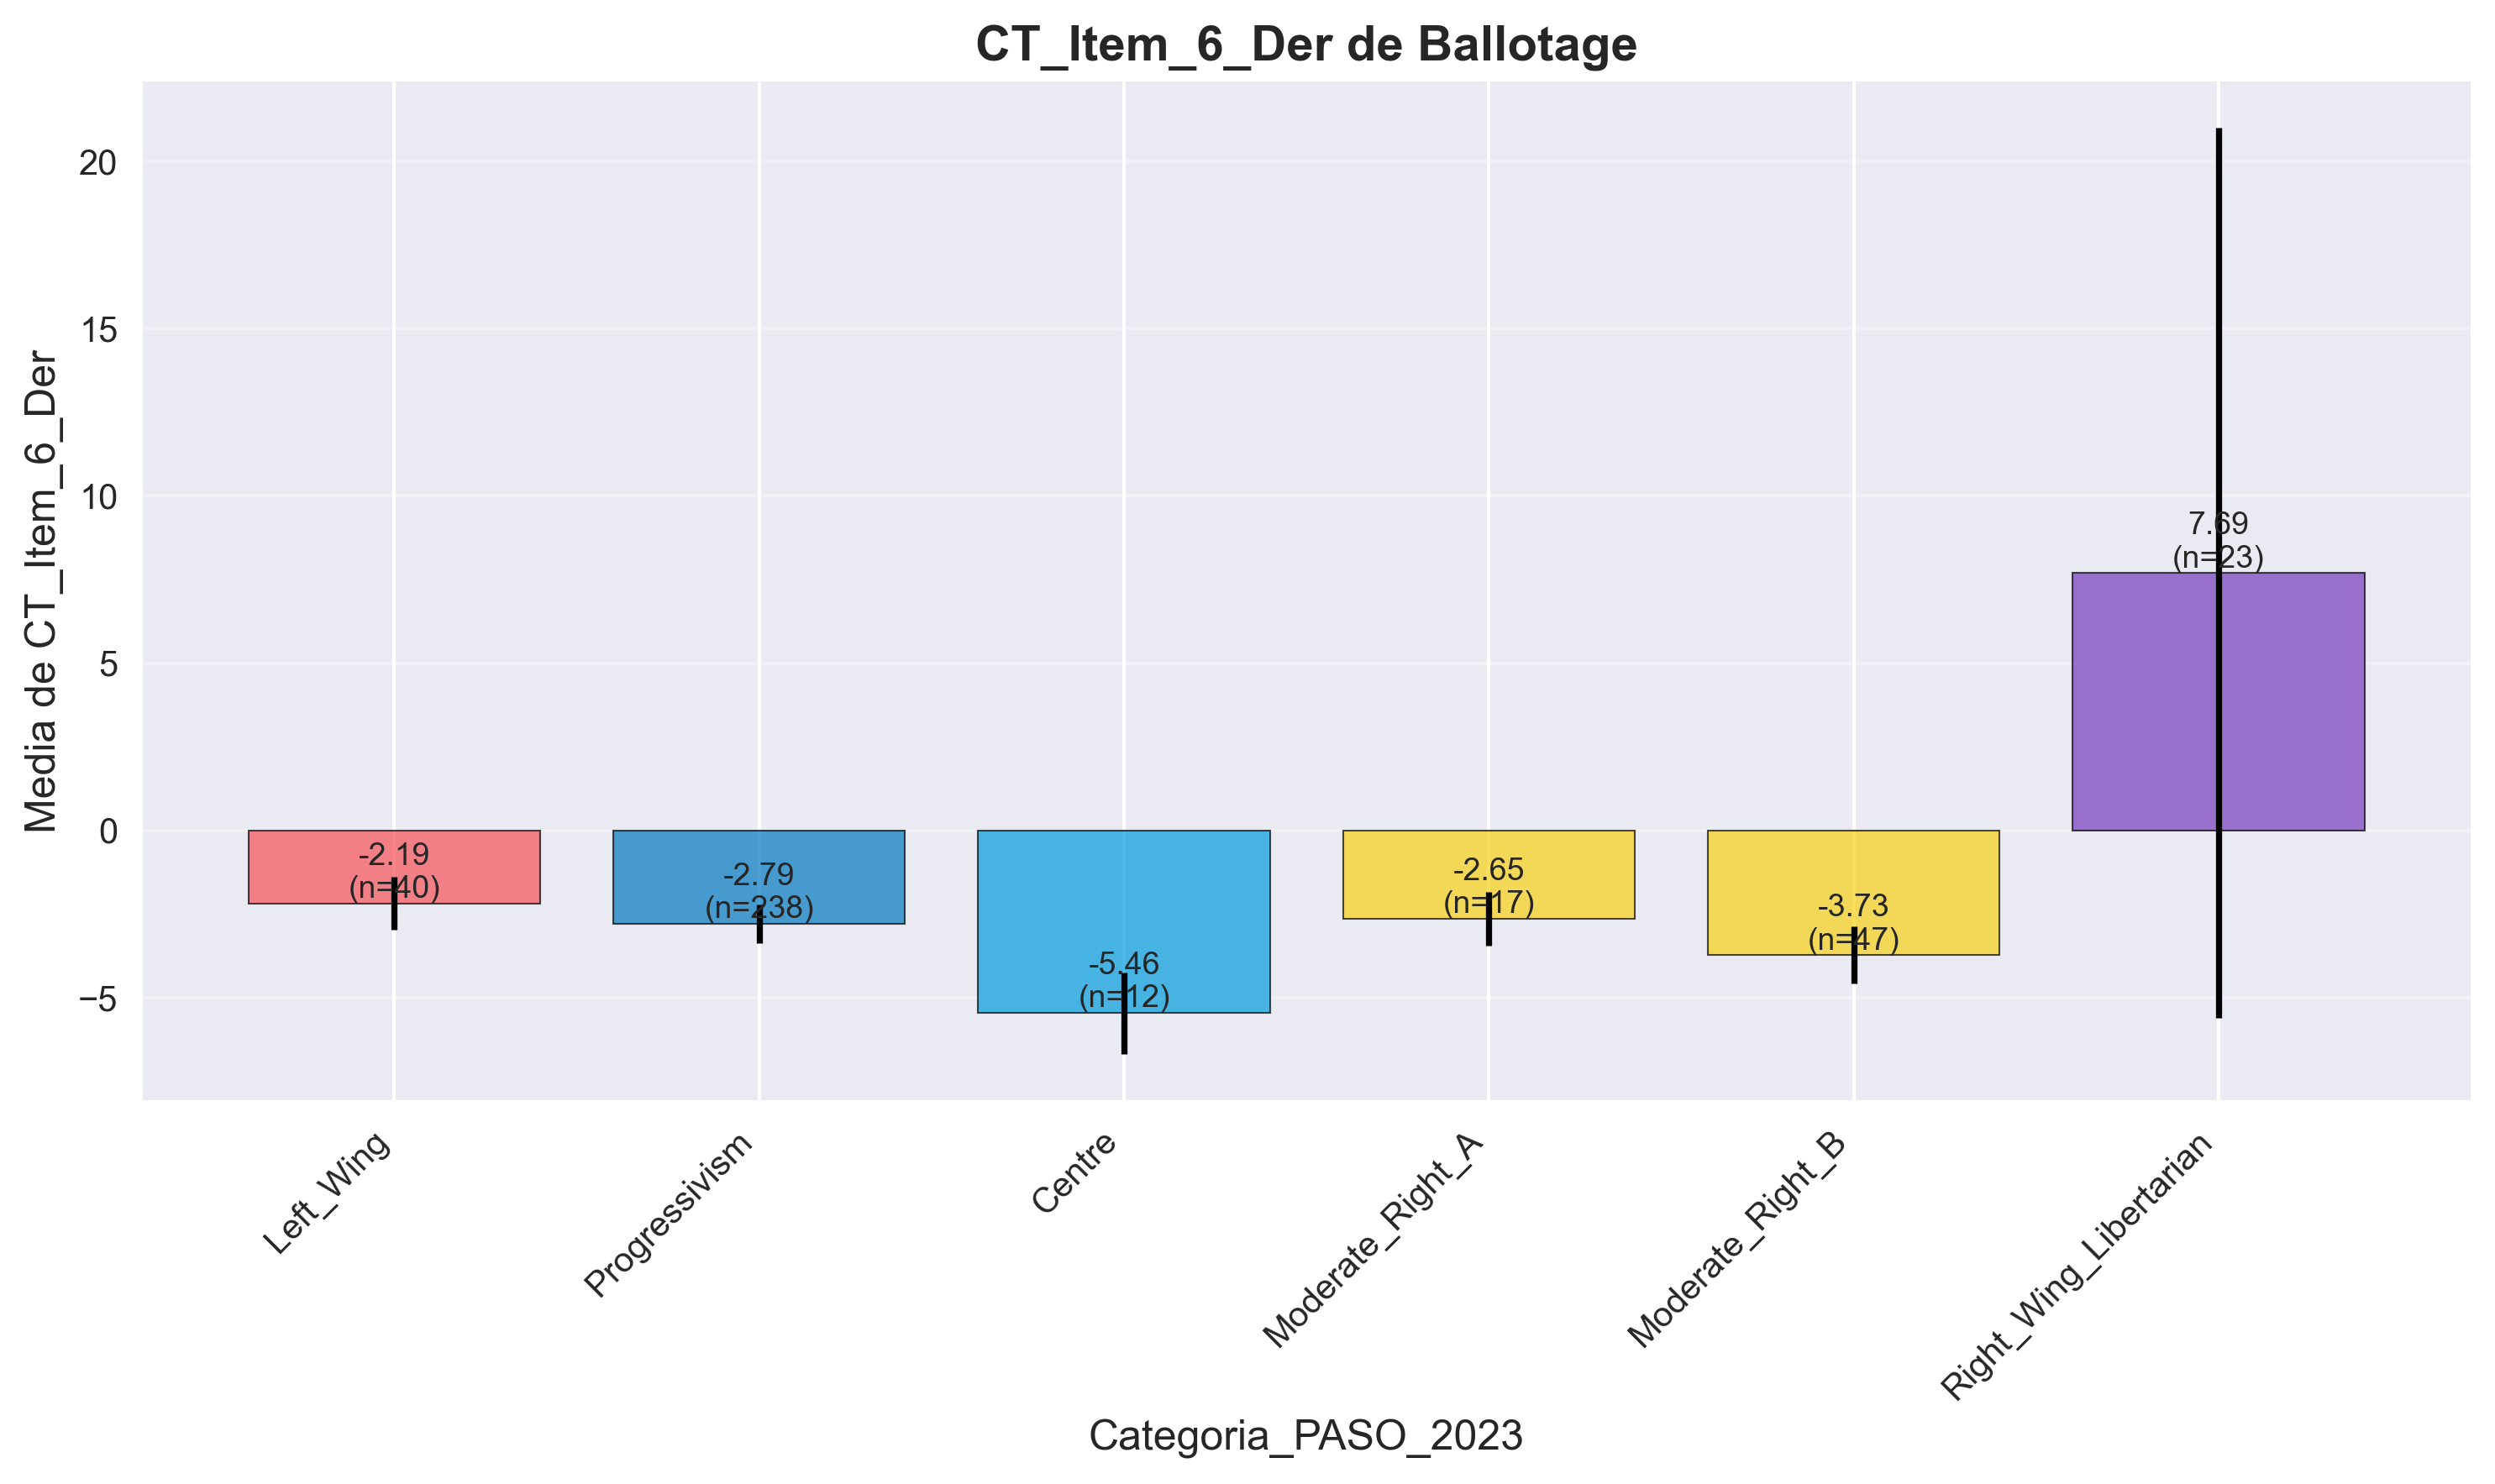 CT_Item_6_Der de Ballotage
Media de CT_Item_6_Der
20
15
10
5
0
−5
-2.19
(n=40)
-2.79
(n=238)
-5.46
(n=12)
-2.65
(n=17)
-3.73
(n=47)
7.69
(n=23)
Left_Wing
Progressivism
Centre
Moderate_Right_A
Moderate_Right_B
Right_Wing_Libertarian
Categoria_PASO_2023